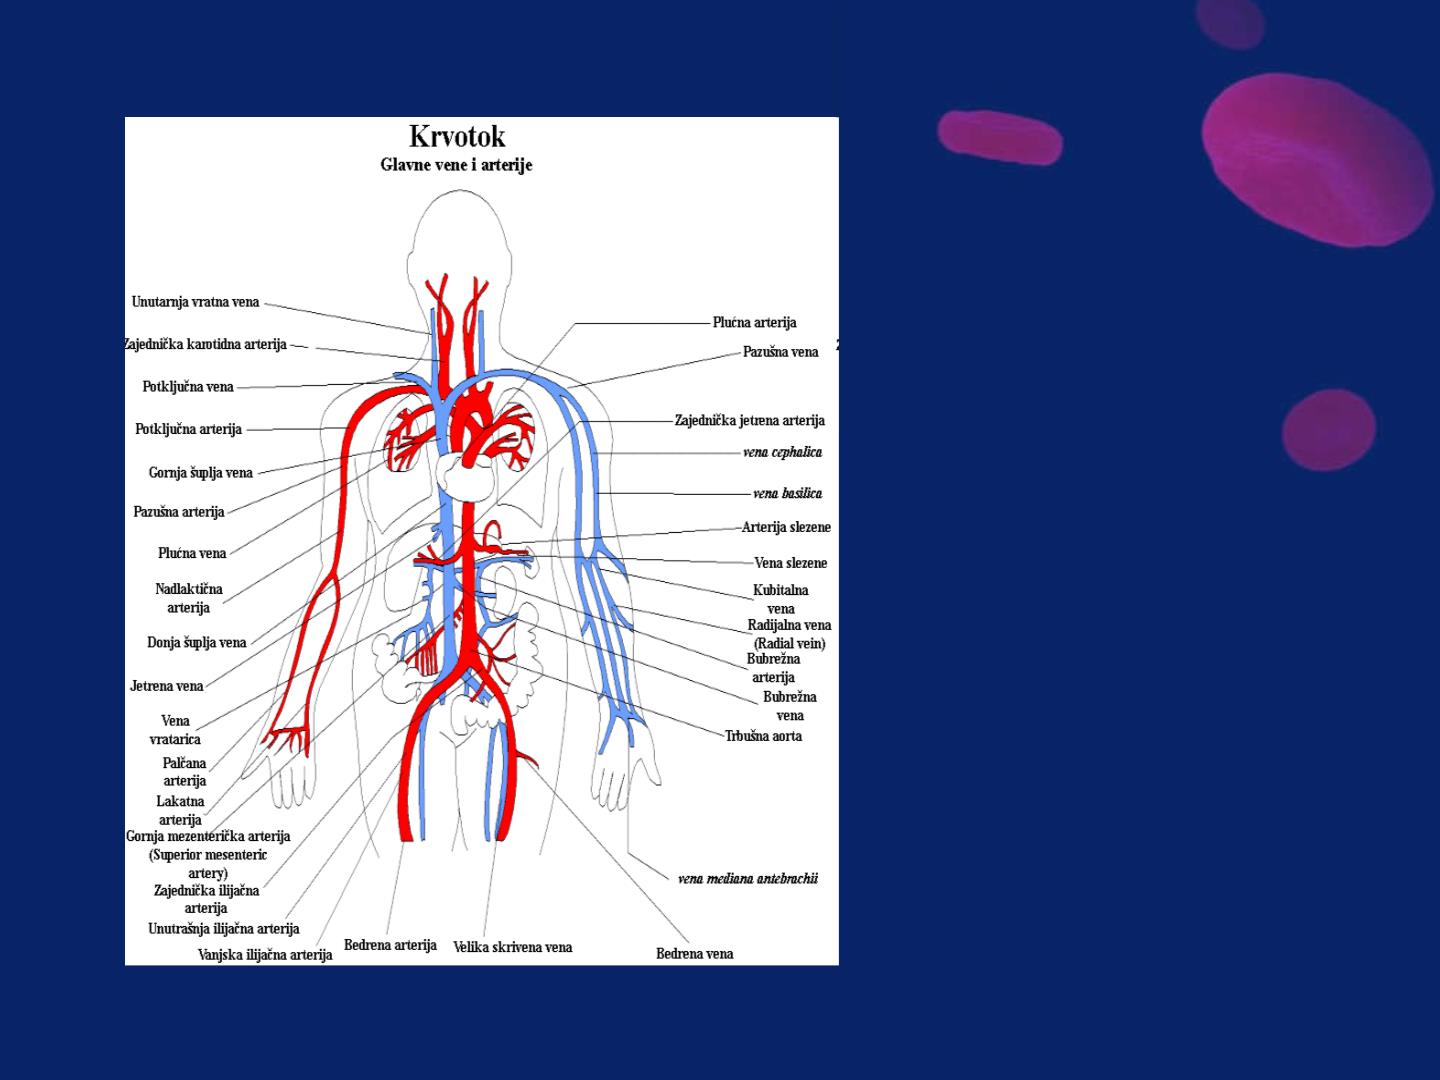 Krvotok
Glavne vene i arterije
Unutarnja vratna vena
Zajednička karotidna arterija
Potključna vena
Potključna arterija
Gornja šuplja vena
Pazušna arterija
Plućna vena
Nadlaktična
arterija
Donja šuplja vena
Jetrena vena
Vena
vratarica
Palčana
arterija
Lakatna
arterija
Gornja mezenterička arterija
(Superior mesenteric
artery)
Zajednička ilijačna
arterija
Unutrašnja ilijačna arterija
Vanjska ilijačna arterija
Bedrena arterija
Velika skrivena vena
Plućna arterija
Pazušna vena
Zajednička jetrena arterija
vena cephalica
vena basilica
Arterija slezene
Vena slezene
Kubitalna
vena
Radijalna vena
(Radial vein)
Bubrežna
arterija
Bubrežna
vena
Trbušna aorta
vena mediana antebrachii
Bedrena vena